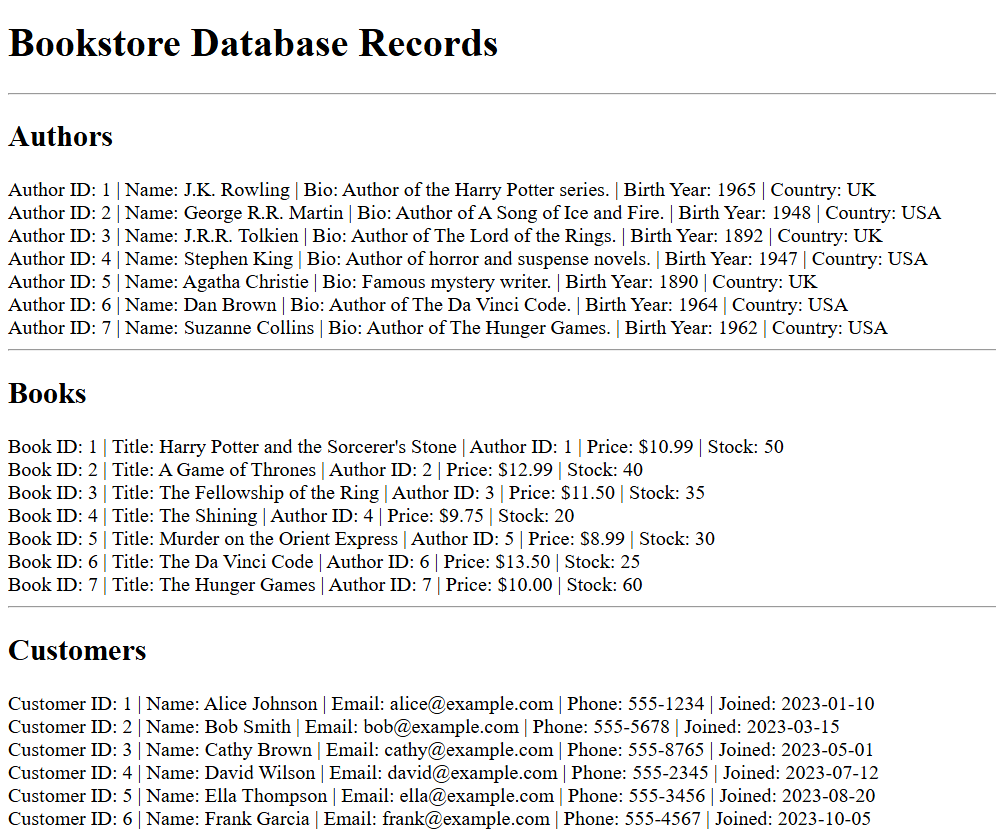 Bookstore Database Records
Authors
Author ID: 1 | Name: J.K. Rowling | Bio: Author of the Harry Potter series. | Birth Year: 1965 | Country: UK
Author ID: 2 | Name: George R.R. Martin | Bio: Author of A Song of Ice and Fire. | Birth Year: 1948 | Country: USA
Author ID: 3 | Name: J.R.R. Tolkien | Bio: Author of The Lord of the Rings. | Birth Year: 1892 | Country: UK
Author ID: 4 | Name: Stephen King | Bio: Author of horror and suspense novels. | Birth Year: 1947 | Country: USA
Author ID: 5 | Name: Agatha Christie | Bio: Famous mystery writer. | Birth Year: 1890 | Country: UK
Author ID: 6 | Name: Dan Brown | Bio: Author of The Da Vinci Code. | Birth Year: 1964 | Country: USA
Author ID: 7 | Name: Suzanne Collins | Bio: Author of The Hunger Games. | Birth Year: 1962 | Country: USA
Books
Book ID: 1 | Title: Harry Potter and the Sorcerer's Stone | Author ID: 1 | Price: $10.99 | Stock: 50
Book ID: 2 | Title: A Game of Thrones | Author ID: 2 | Price: $12.99 | Stock: 40
Book ID: 3 | Title: The Fellowship of the Ring | Author ID: 3 | Price: $11.50 | Stock: 35
Book ID: 4 | Title: The Shining | Author ID: 4 | Price: $9.75 | Stock: 20
Book ID: 5 | Title: Murder on the Orient Express | Author ID: 5 | Price: $8.99 | Stock: 30
Book ID: 6 | Title: The Da Vinci Code | Author ID: 6 | Price: $13.50 | Stock: 25
Book ID: 7 | Title: The Hunger Games | Author ID: 7 | Price: $10.00 | Stock: 60
Customers
Customer ID: 1 | Name: Alice Johnson | Email: alice@example.com | Phone: 555-1234 | Joined: 2023-01-10
Customer ID: 2 | Name: Bob Smith | Email: bob@example.com | Phone: 555-5678 | Joined: 2023-03-15
Customer ID: 3 | Name: Cathy Brown | Email: cathy@example.com | Phone: 555-8765 | Joined: 2023-05-01
Customer ID: 4 | Name: David Wilson | Email: david@example.com | Phone: 555-2345 | Joined: 2023-07-12
Customer ID: 5 | Name: Ella Thompson | Email: ella@example.com | Phone: 555-3456 | Joined: 2023-08-20
Customer ID: 6 | Name: Frank Garcia | Email: frank@example.com | Phone: 555-4567 | Joined: 2023-10-05